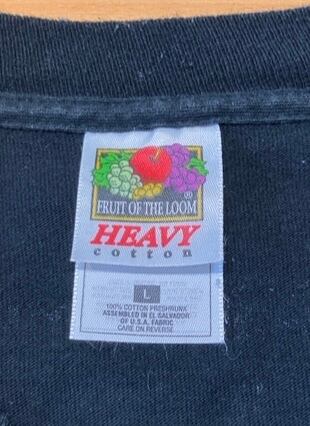 FRUIT OF THE LOOM
®
HEAVY
cotton
L
100% COTTON PRESHRUNK
ASSEMBLED IN EL SALVADOR
OF U.S.A. FABRIC
CARE ON REVERSE